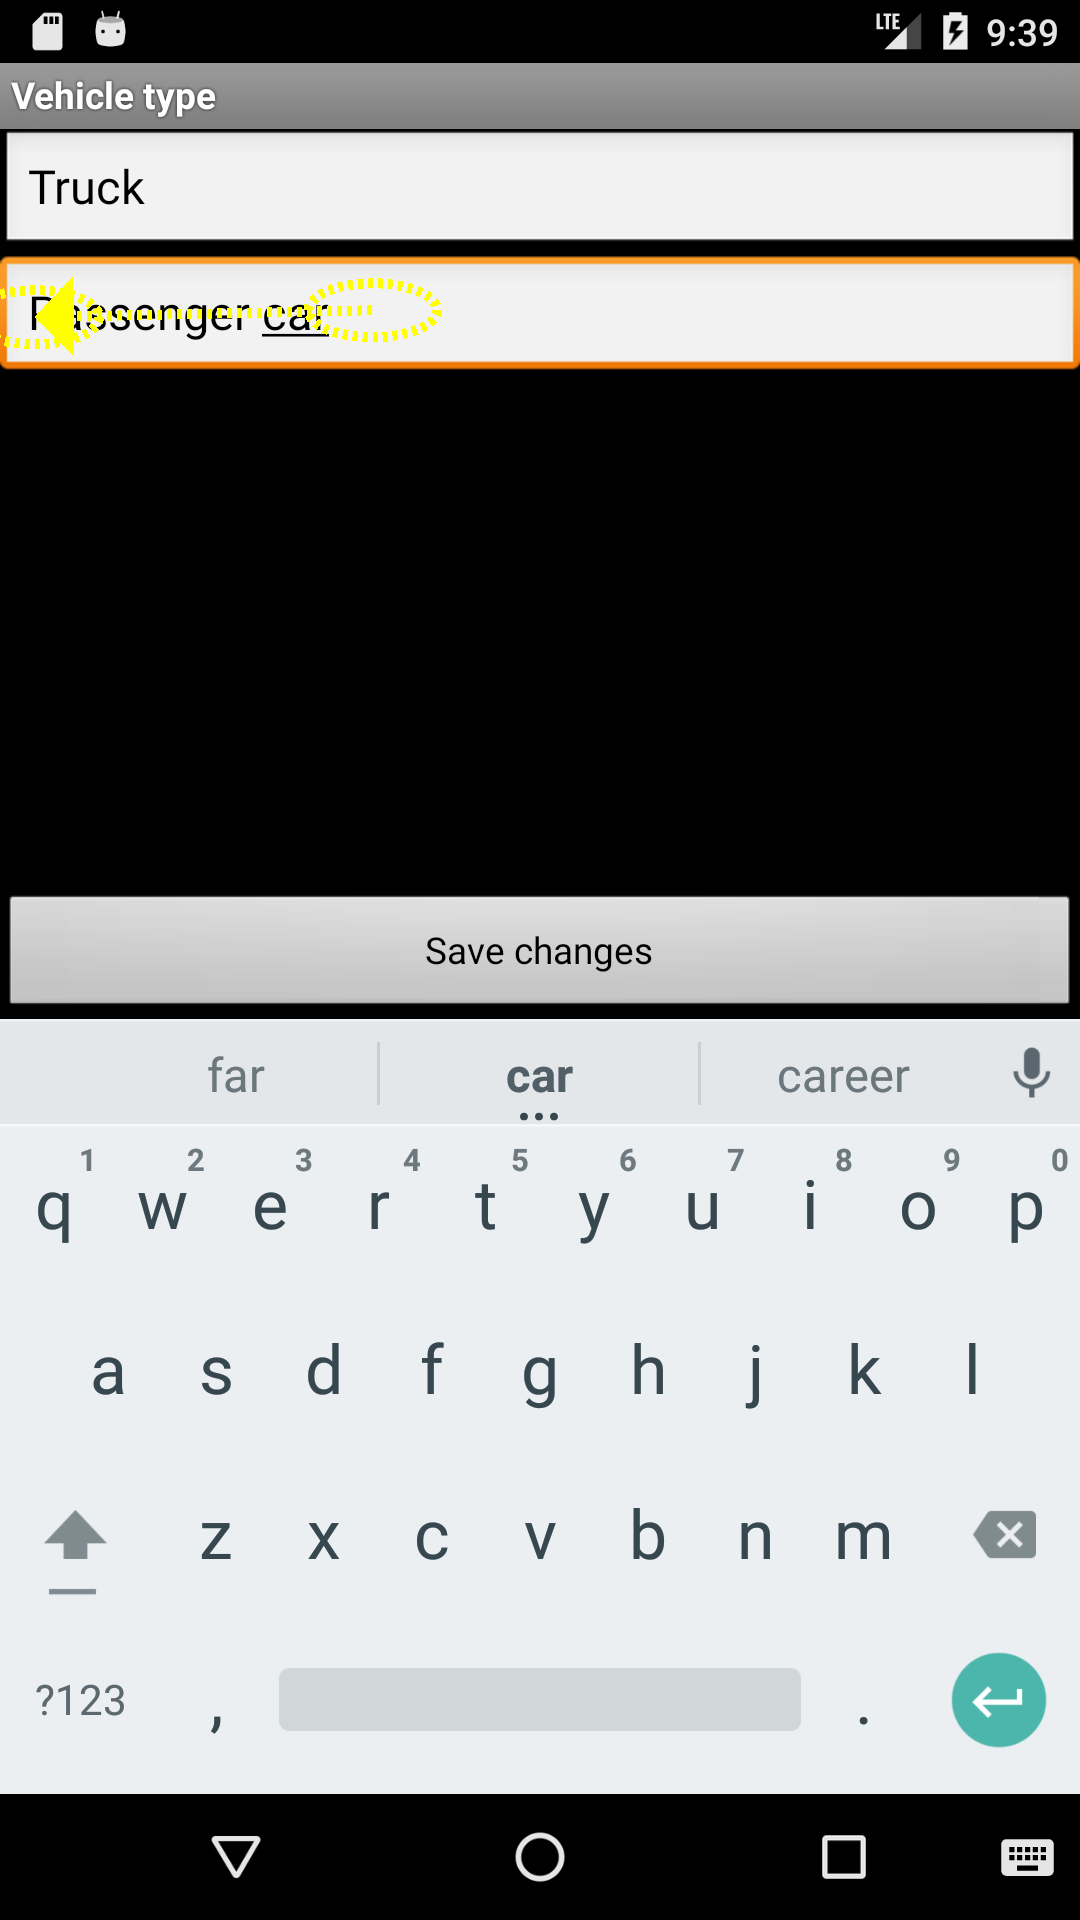 LTE 9:39
Vehicle type
Truck
Passenger car
Save changes
far car career
1 2 3 4 5 6 7 8 9 0
q w e r t y u i o p
a s d f g h j k l
z x c v b n m
?123 , .